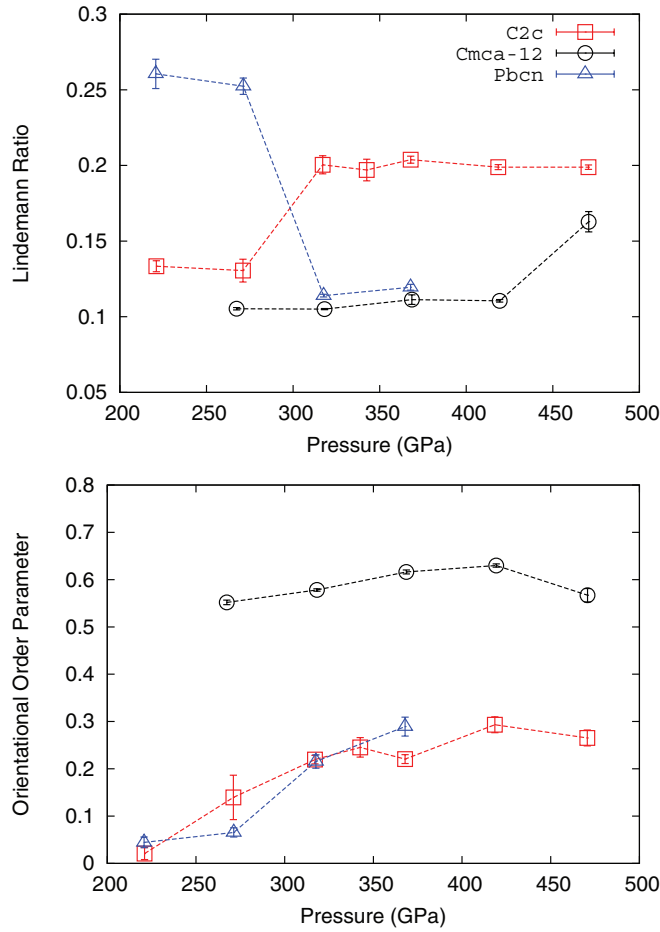 0.3
0.25
0.2
0.15
0.1
0.05
Lindemann Ratio
C2c
Cmca-12
Pbcn
200 250 300 350 400 450 500
Pressure (GPa)
0.8
0.7
0.6
0.5
0.4
0.3
0.2
0.1
0
Orientational Order Parameter
200 250 300 350 400 450 500
Pressure (GPa)